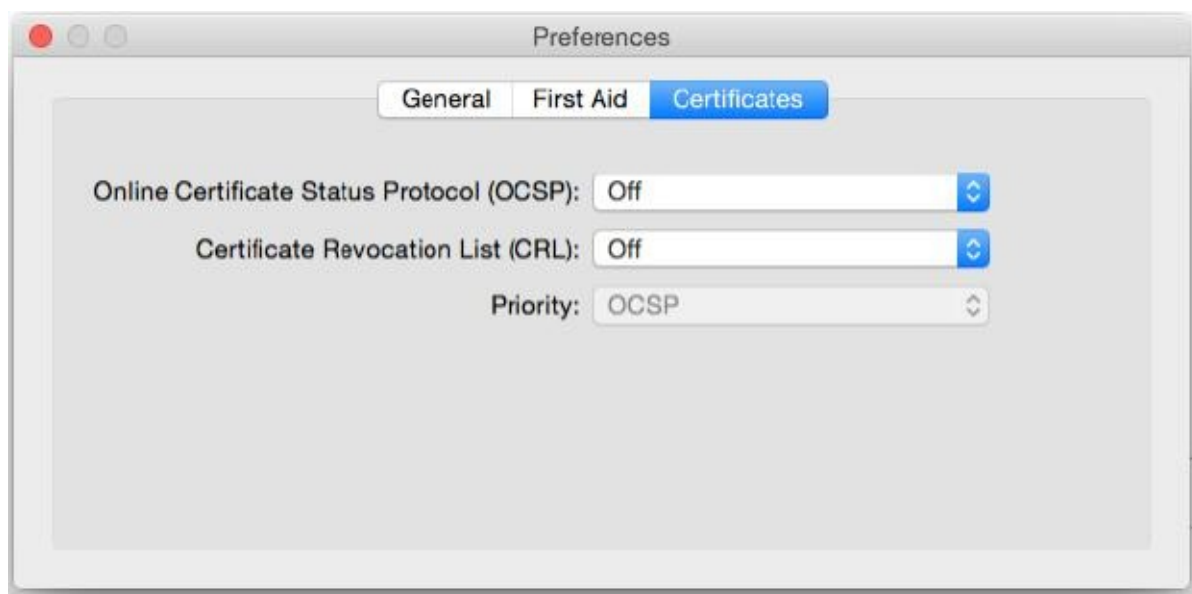 Preferences
General First Aid Certificates
Online Certificate Status Protocol (OCSP): Off
Certificate Revocation List (CRL): Off
Priority: OCSP